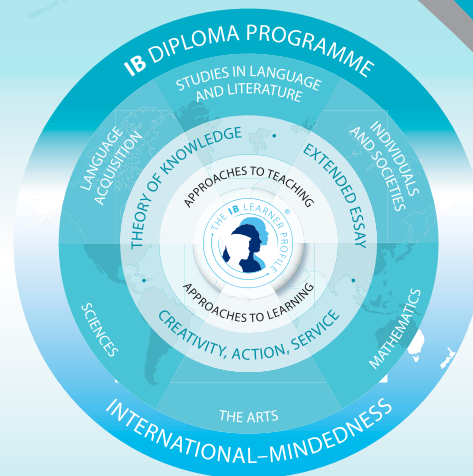 IB DIPLOMA PROGRAMME
STUDIES IN LANGUAGE
AND LITERATURE
LANGUAGE
ACQUISITION
INDIVIDUALS
AND SOCIETIES
THEORY OF KNOWLEDGE
EXTENDED ESSAY
APPROACHES TO TEACHING
THE IB LEARNER PROFILE ®
APPROACHES TO LEARNING
CREATIVITY, ACTION, SERVICE
SCIENCES
MATHEMATICS
THE ARTS
INTERNATIONAL–MINDEDNESS